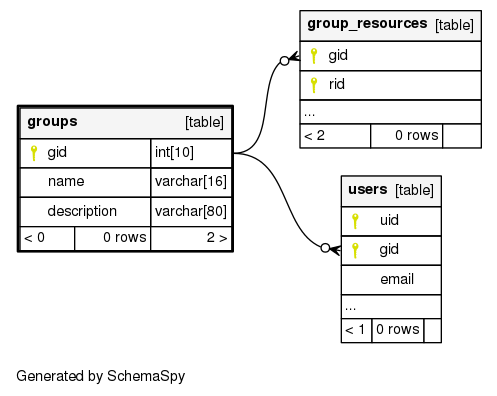 group_resources [table]
gid
rid
...
< 2 0 rows
groups [table]
gid int[10]
name varchar[16]
description varchar[80]
< 0 0 rows 2 >
users [table]
uid
gid
email
...
< 1 0 rows
Generated by SchemaSpy